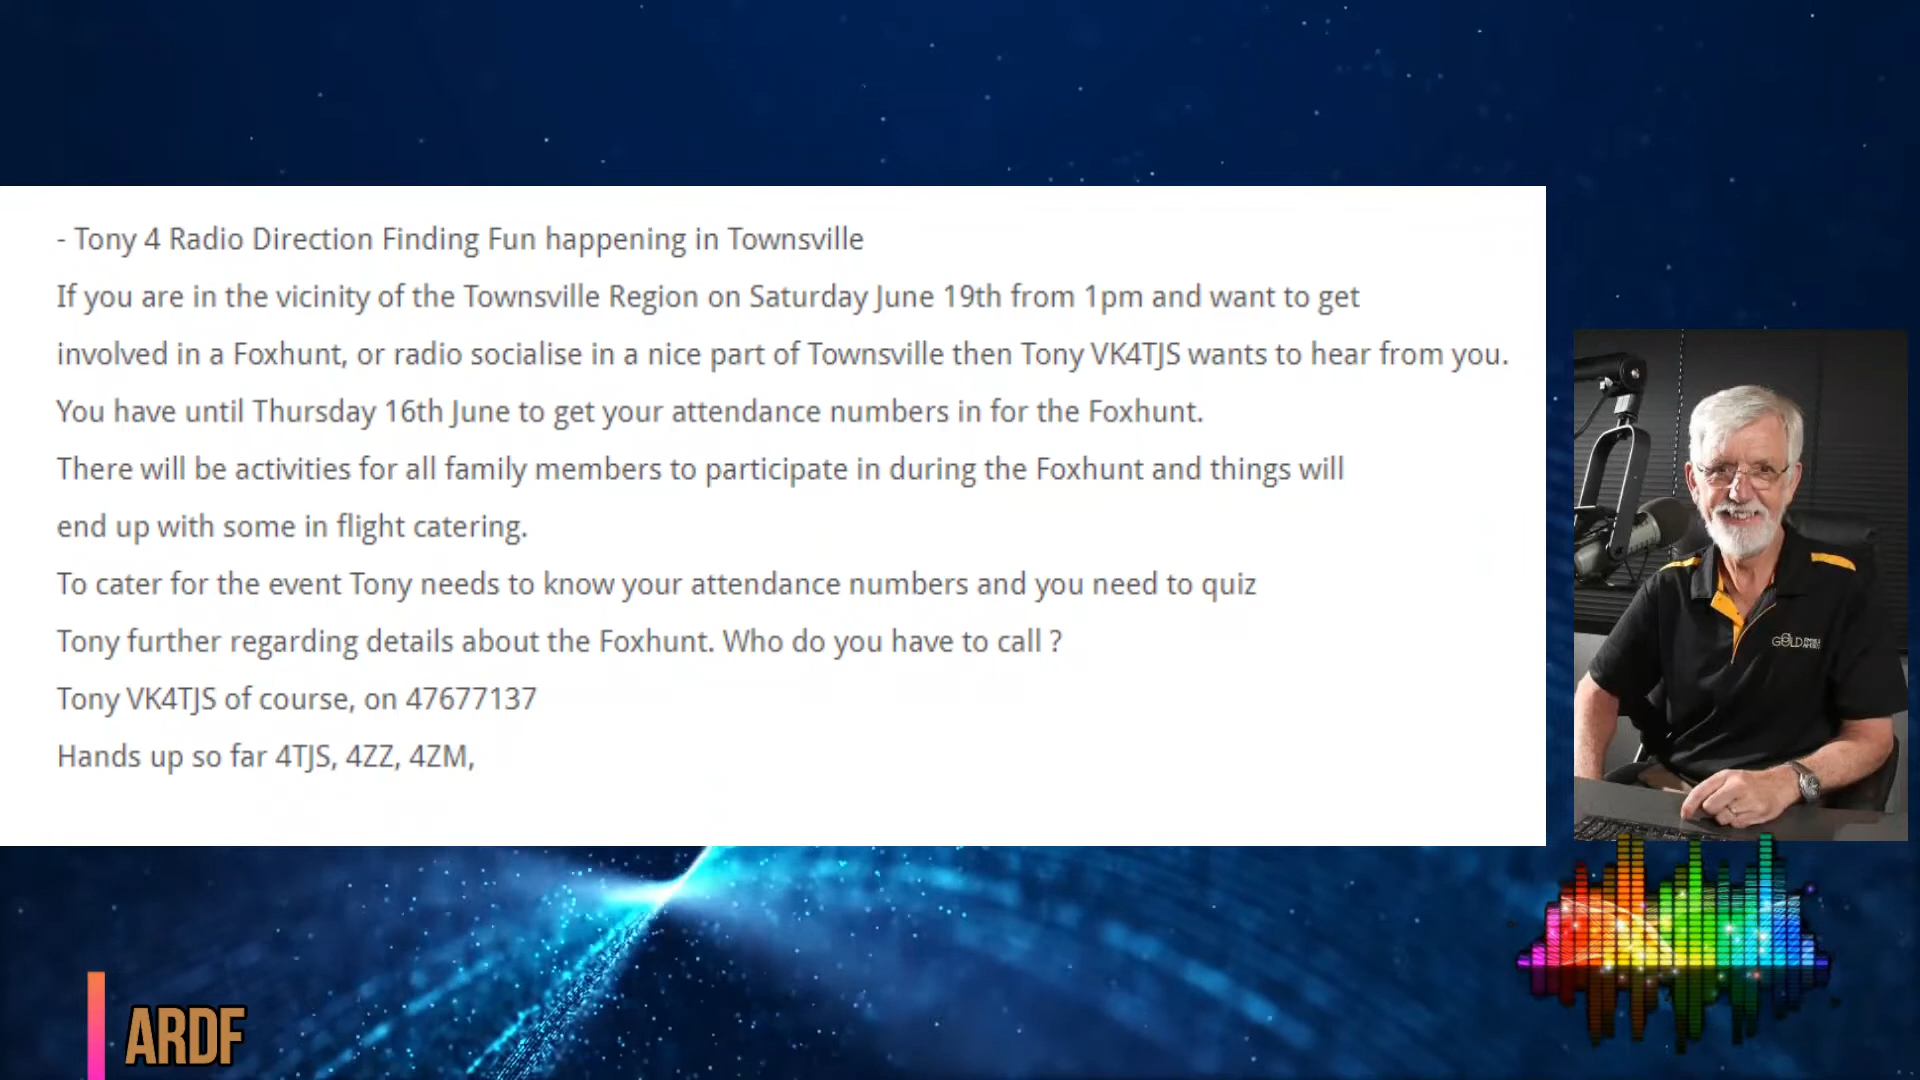 - Tony 4 Radio Direction Finding Fun happening in Townsville
If you are in the vicinity of the Townsville Region on Saturday June 19th from 1pm and want to get
involved in a Foxhunt, or radio socialise in a nice part of Townsville then Tony VK4TJS wants to hear from you.
You have until Thursday 16th June to get your attendance numbers in for the Foxhunt.
There will be activities for all family members to participate in during the Foxhunt and things will
end up with some in flight catering.
To cater for the event Tony needs to know your attendance numbers and you need to quiz
Tony further regarding details about the Foxhunt. Who do you have to call ?
Tony VK4TJS of course, on 47677137
Hands up so far 4TJS, 4ZZ, 4ZM,
GOLD
ARDF